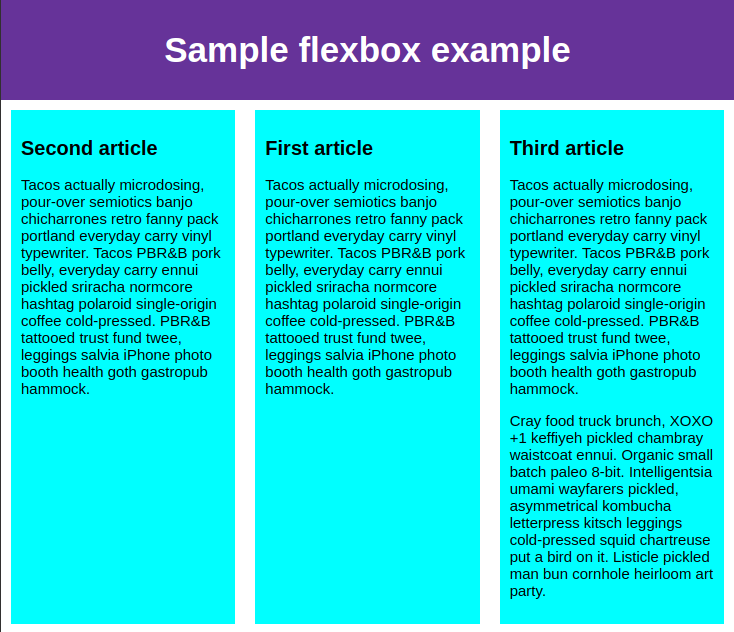 Sample flexbox example
Second article
Tacos actually microdosing,
pour-over semiotics banjo
chicharrones retro fanny pack
portland everyday carry vinyl
typewriter. Tacos PBR&B pork
belly, everyday carry ennui
pickled sriracha normcore
hashtag polaroid single-origin
coffee cold-pressed. PBR&B
tattooed trust fund twee,
leggings salvia iPhone photo
booth health goth gastropub
hammock.
First article
Tacos actually microdosing,
pour-over semiotics banjo
chicharrones retro fanny pack
portland everyday carry vinyl
typewriter. Tacos PBR&B pork
belly, everyday carry ennui
pickled sriracha normcore
hashtag polaroid single-origin
coffee cold-pressed. PBR&B
tattooed trust fund twee,
leggings salvia iPhone photo
booth health goth gastropub
hammock.
Third article
Tacos actually microdosing,
pour-over semiotics banjo
chicharrones retro fanny pack
portland everyday carry vinyl
typewriter. Tacos PBR&B pork
belly, everyday carry ennui
pickled sriracha normcore
hashtag polaroid single-origin
coffee cold-pressed. PBR&B
tattooed trust fund twee,
leggings salvia iPhone photo
booth health goth gastropub
hammock.
Cray food truck brunch, XOXO
+1 keffiyeh pickled chambray
waistcoat ennui. Organic small
batch paleo 8-bit. Intelligentsia
umami wayfarers pickled,
asymmetrical kombucha
letterpress kitsch leggings
cold-pressed squid chartreuse
put a bird on it. Listicle pickled
man bun cornhole heirloom art
party.